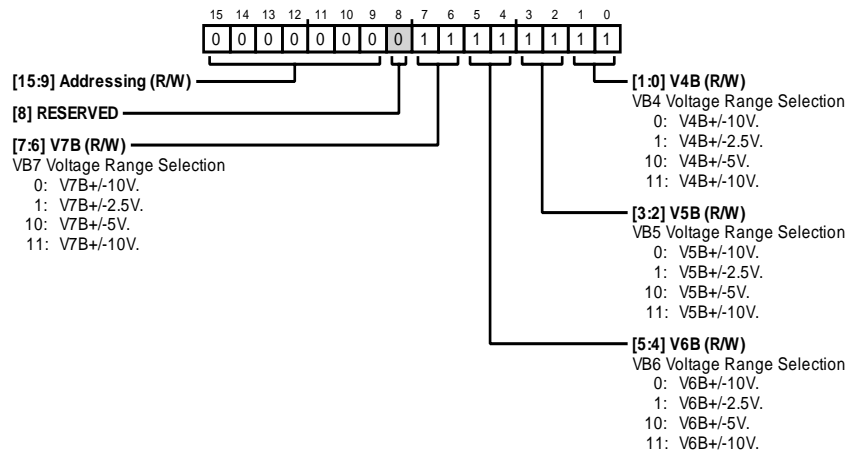 15 14 13 12 11 10 9 8 7 6 5 4 3 2 1 0
0 0 0 0 0 0 0 0 1 1 1 1 1 1 1 1
[15:9] Addressing (R/W)
[8] RESERVED
[7:6] V7B (R/W)
VB7 Voltage Range Selection
0: V7B+/-10V.
1: V7B+/-2.5V.
10: V7B+/-5V.
11: V7B+/-10V.
[1:0] V4B (R/W)
VB4 Voltage Range Selection
0: V4B+/-10V.
1: V4B+/-2.5V.
10: V4B+/-5V.
11: V4B+/-10V.
[3:2] V5B (R/W)
VB5 Voltage Range Selection
0: V5B+/-10V.
1: V5B+/-2.5V.
10: V5B+/-5V.
11: V5B+/-10V.
[5:4] V6B (R/W)
VB6 Voltage Range Selection
0: V6B+/-10V.
1: V6B+/-2.5V.
10: V6B+/-5V.
11: V6B+/-10V.